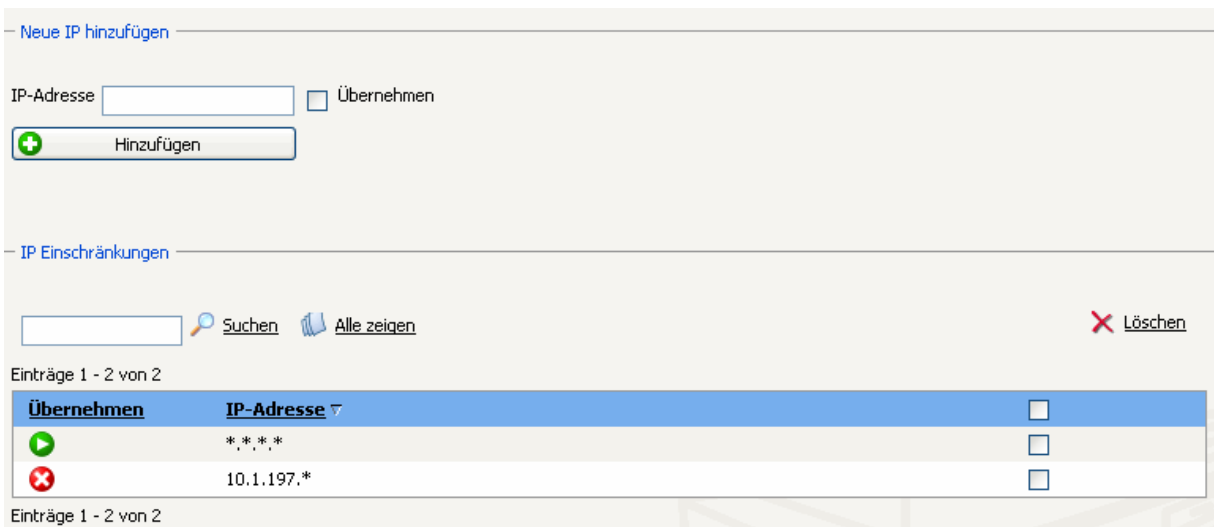 Neue IP hinzufügen
IP-Adresse Übernehmen
Hinzufügen
IP Einschränkungen
Suchen Alle zeigen Löschen
Einträge 1 - 2 von 2
Übernehmen IP-Adresse
*.*.*.*
10.1.197.*
Einträge 1 - 2 von 2